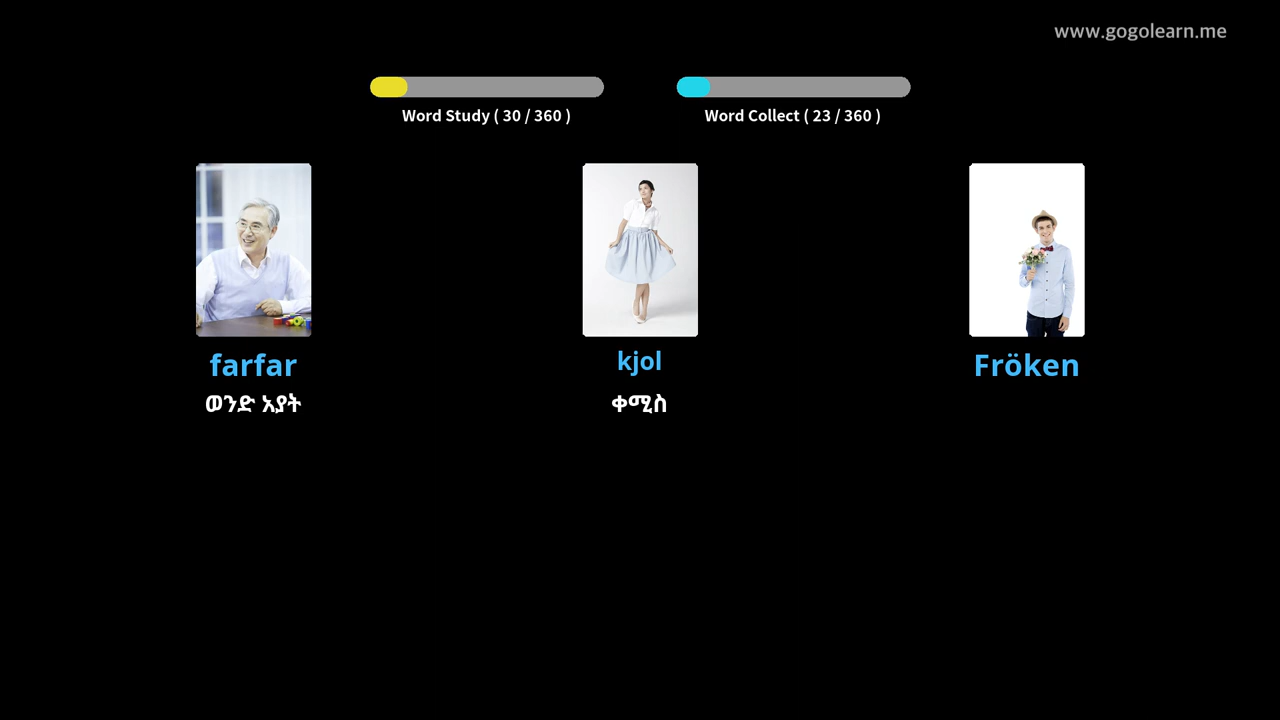 www.gogolearn.me
Word Study ( 30 / 360 )
Word Collect ( 23 / 360 )
farfar
kjol
Fröken
ወንድ አያት
ቀሚስ